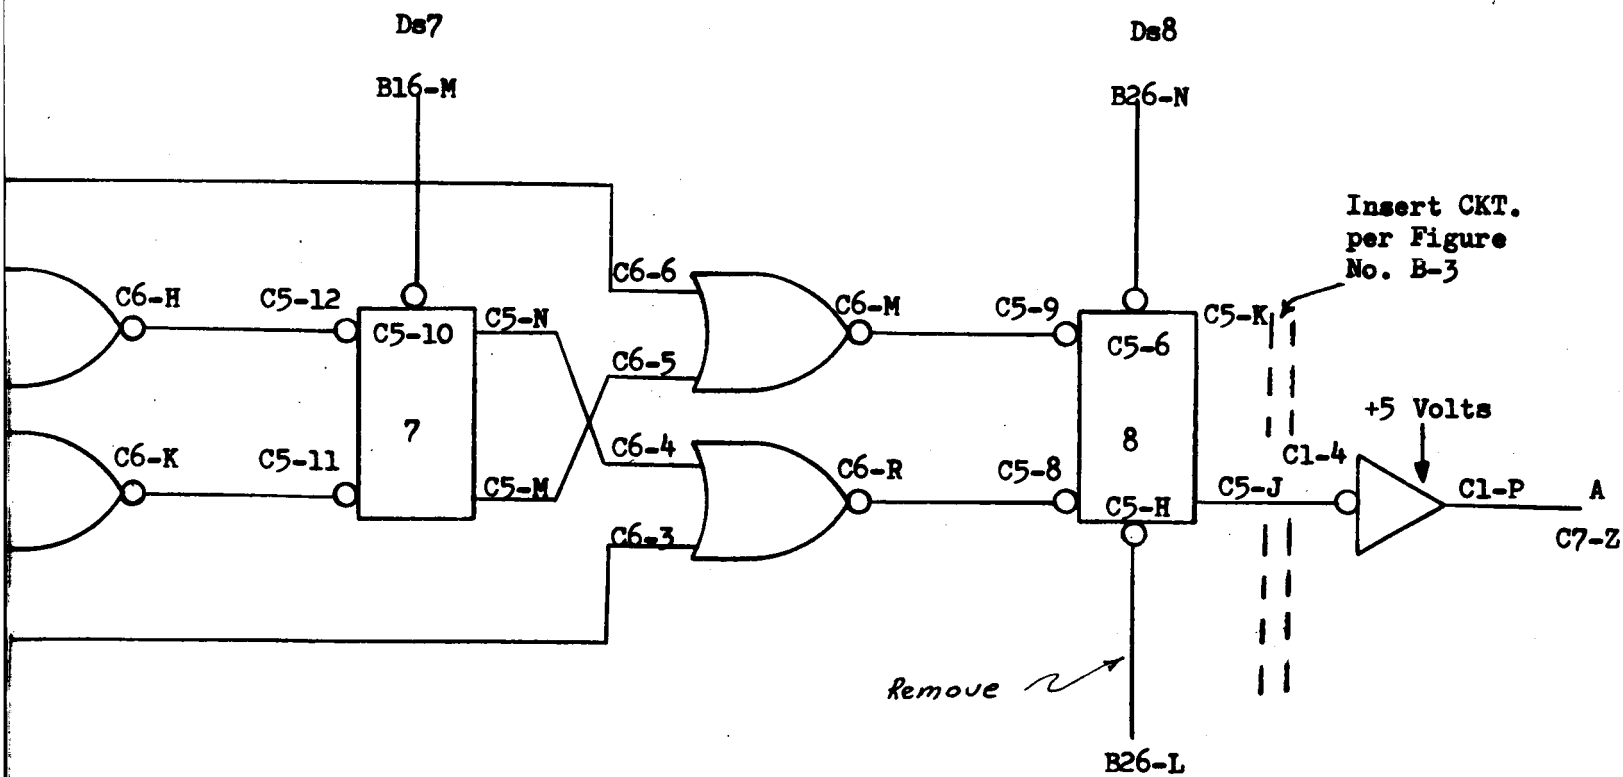 Ds7
Ds8
B16-M
B26-N
Insert CKT.
per Figure
No. B-3
C6-6
C6-H
C5-12
C5-10
C5-N
C6-M
C5-9
C5-K
C5-6
C6-5
7
8
+5 Volts
C6-K
C5-11
C5-M
C6-4
C6-R
C5-8
C5-H
C5-J
C1-4
C1-P
A
C7-Z
C6-3
Remove
B26-L